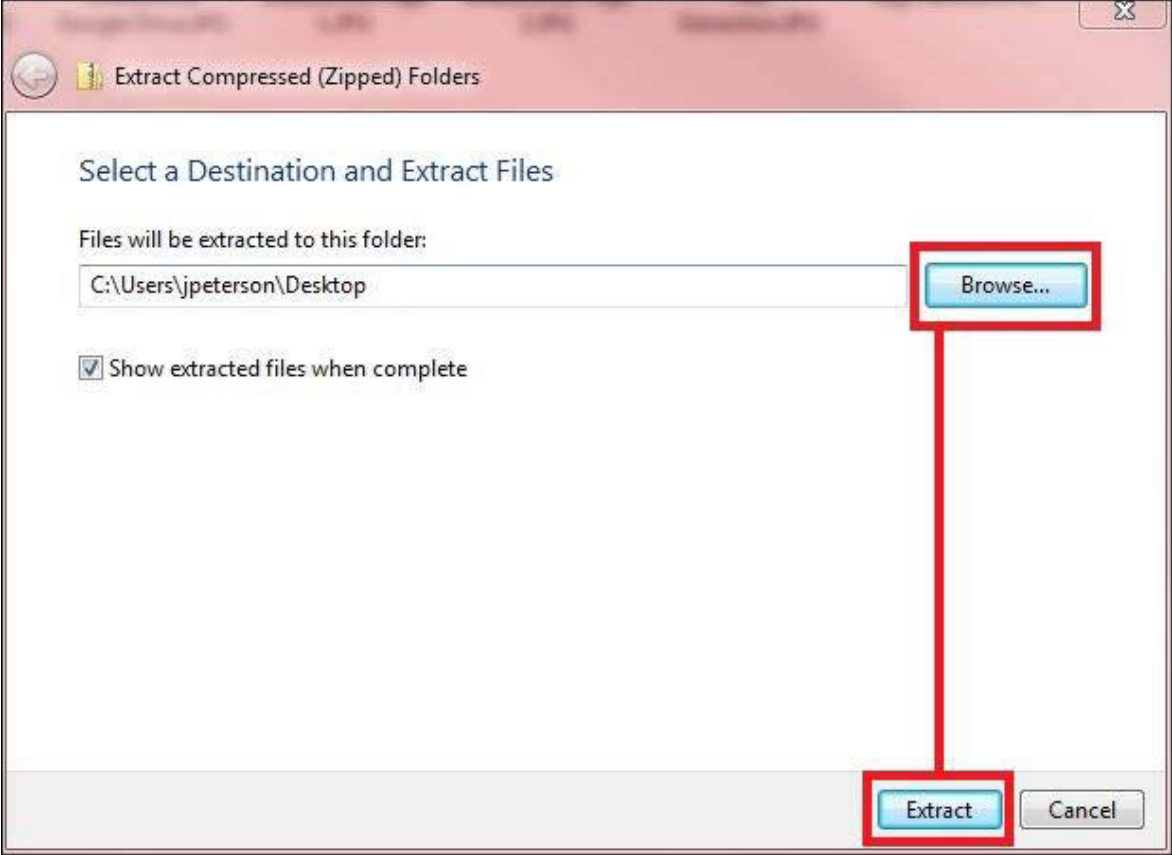 Extract Compressed (Zipped) Folders
Select a Destination and Extract Files
Files will be extracted to this folder:
C:\Users\jpeterson\Desktop
Browse...
Show extracted files when complete
Extract
Cancel